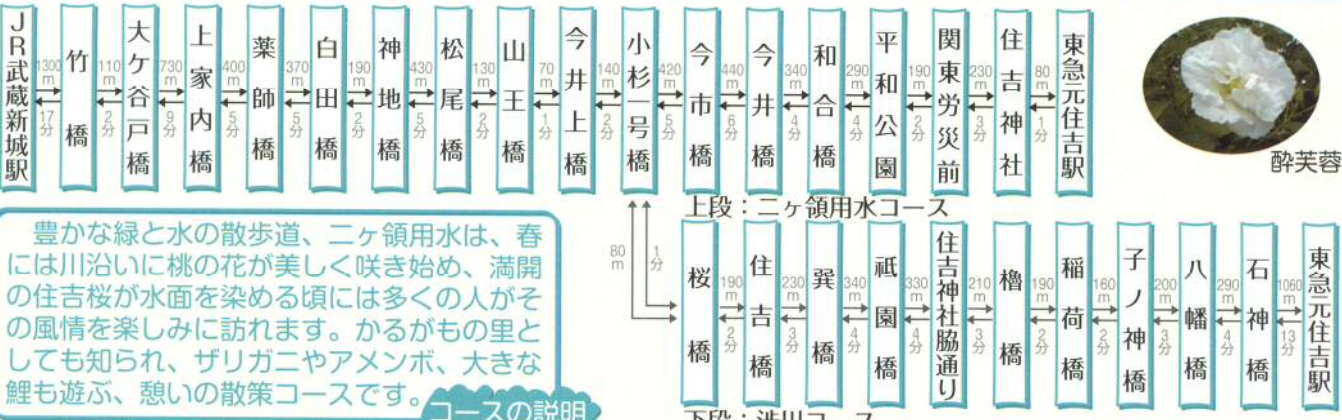 JR武蔵新城駅
1300m
17分
竹橋
110m
2分
大ケ谷戸橋
730m
9分
上家内橋
400m
5分
薬師橋
370m
5分
白田橋
190m
2分
神地橋
430m
5分
松尾橋
130m
2分
山王橋
70m
1分
今井上橋
140m
2分
小杉一号橋
420m
5分
今市橋
440m
6分
今井橋
340m
4分
和合橋
290m
4分
平和公園
190m
2分
関東労災前
230m
3分
住吉神社
80m
1分
東急元住吉駅
酔芙蓉
上段：二ヶ領用水コース
80m
1分
桜橋
190m
2分
住吉橋
230m
3分
巽橋
340m
4分
祗園橋
330m
4分
住吉神社脇通り
210m
3分
櫓橋
190m
2分
稲荷橋
160m
2分
子ノ神橋
200m
3分
八幡橋
290m
4分
石神橋
1060m
13分
東急元住吉駅
下段：渋川コース
豊かな緑と水の散歩道、二ヶ領用水は、春
には川沿いに桃の花が美しく咲き始め、満開
の住吉桜が水面を染める頃には多くの人がそ
の風情を楽しみに訪れます。かるがもの里と
しても知られ、ザリガニやアメンボ、大きな
鯉も遊ぶ、憩いの散策コースです。
コースの説明